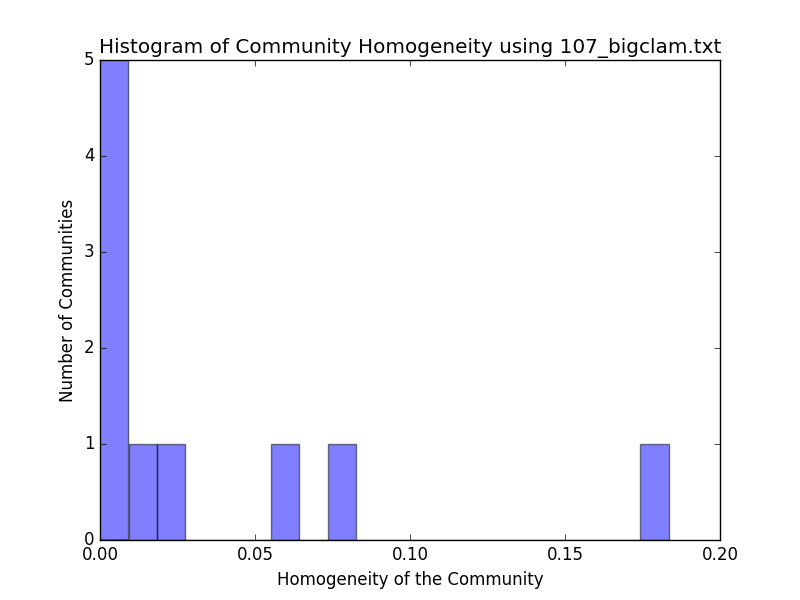 Histogram of Community Homogeneity using 107_bigclam.txt
5
4
3
2
1
0
Number of Communities
0.00 0.05 0.10 0.15 0.20
Homogeneity of the Community